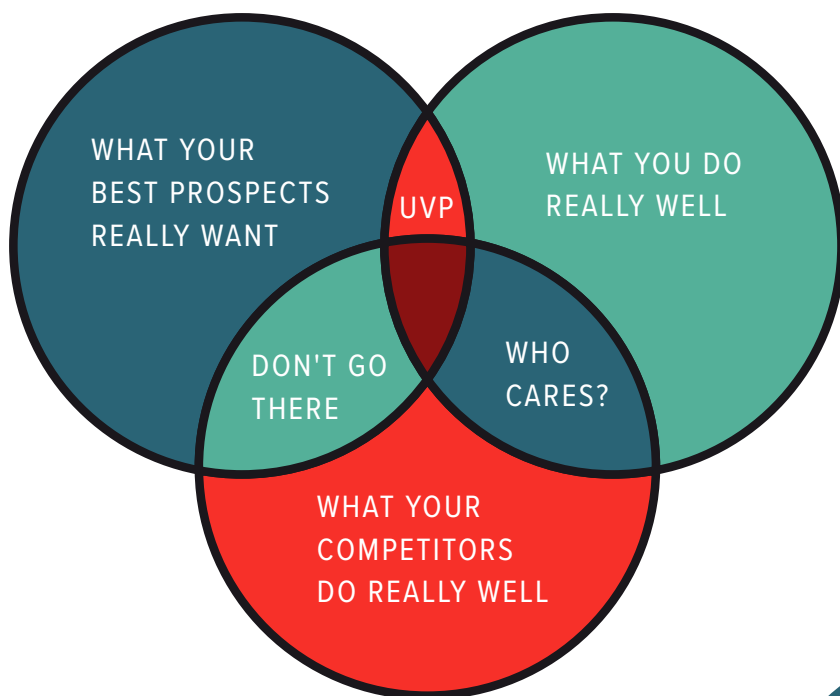 WHAT YOUR
BEST PROSPECTS
REALLY WANT
WHAT YOU DO
REALLY WELL
UVP
DON'T GO
THERE
WHO
CARES?
WHAT YOUR
COMPETITORS
DO REALLY WELL